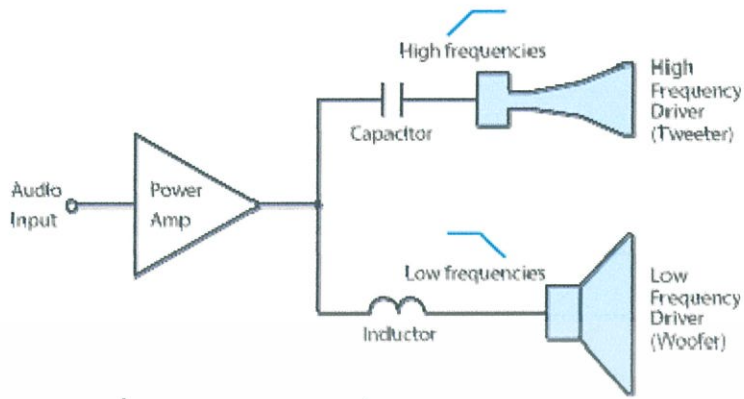 High frequencies
High
Frequency
Driver
(Tweeter)
Capacitor
Audio
Input
Power
Amp
Low frequencies
Low
Frequency
Driver
(Woofer)
Inductor